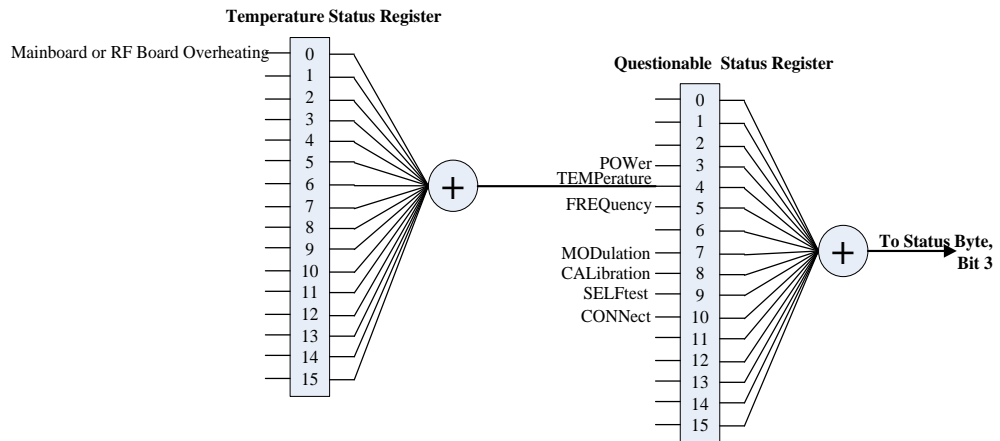 Temperature Status Register
Mainboard or RF Board Overheating
0
1
2
3
4
5
6
7
8
9
10
11
12
13
14
15
+
Questionable Status Register
POWer
TEMPerature
FREQuency
MODulation
CALibration
SELFtest
CONNect
0
1
2
3
4
5
6
7
8
9
10
11
12
13
14
15
+
To Status Byte,
Bit 3